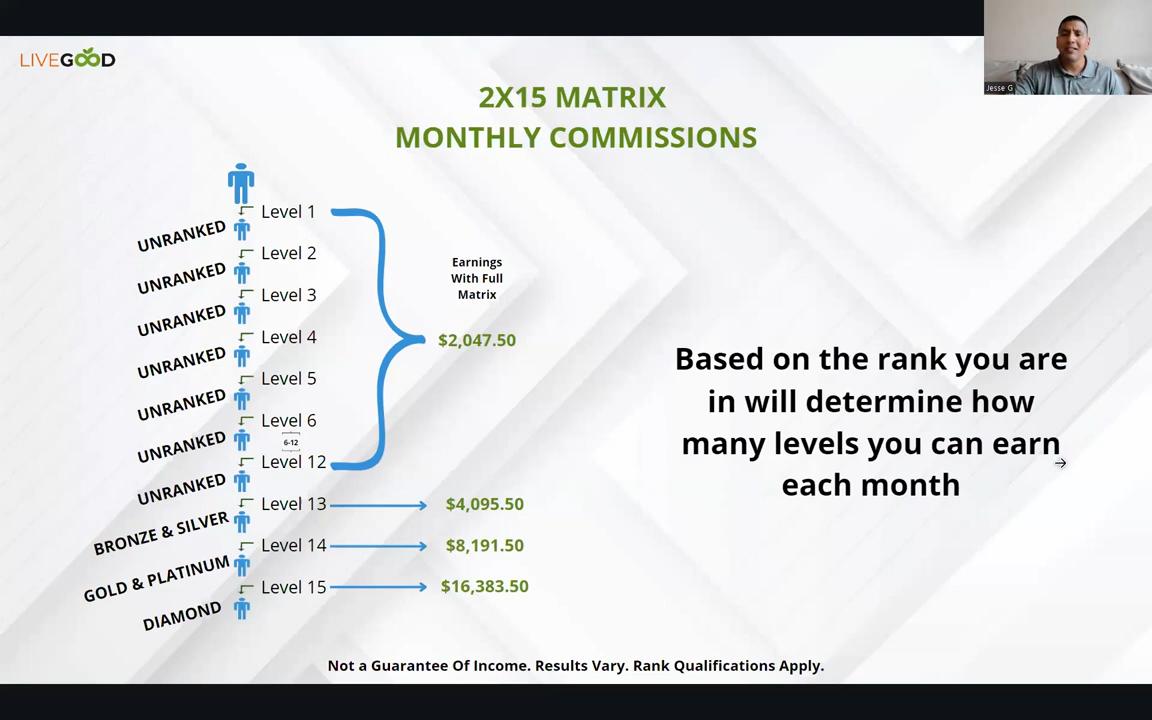 LIVEGOOD
Jesse G
2X15 MATRIX
MONTHLY COMMISSIONS
Level 1
UNRANKED
Level 2
UNRANKED
Level 3
UNRANKED
Level 4
UNRANKED
Level 5
UNRANKED
Level 6
UNRANKED
6-12
Level 12
UNRANKED
Level 13
BRONZE & SILVER
Level 14
GOLD & PLATINUM
Level 15
DIAMOND
Earnings
With Full
Matrix
$2,047.50
$4,095.50
$8,191.50
$16,383.50
Based on the rank you are
in will determine how
many levels you can earn
each month
Not a Guarantee Of Income. Results Vary. Rank Qualifications Apply.